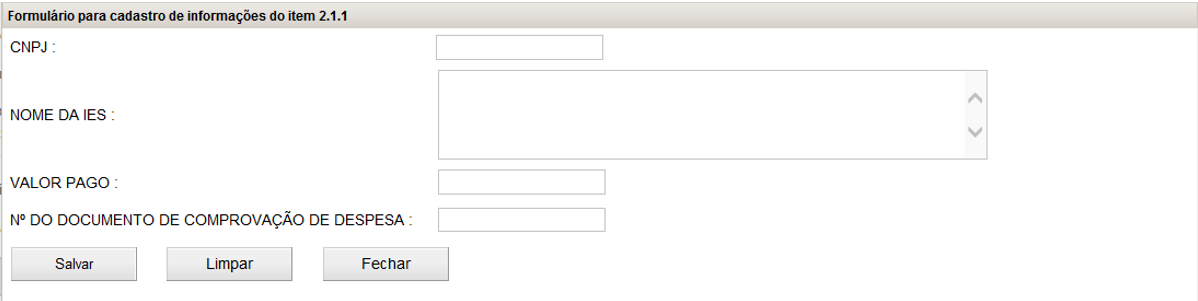 Formulário para cadastro de informações do item 2.1.1
CNPJ :
NOME DA IES :
VALOR PAGO :
Nº DO DOCUMENTO DE COMPROVAÇÃO DE DESPESA :
Salvar Limpar Fechar